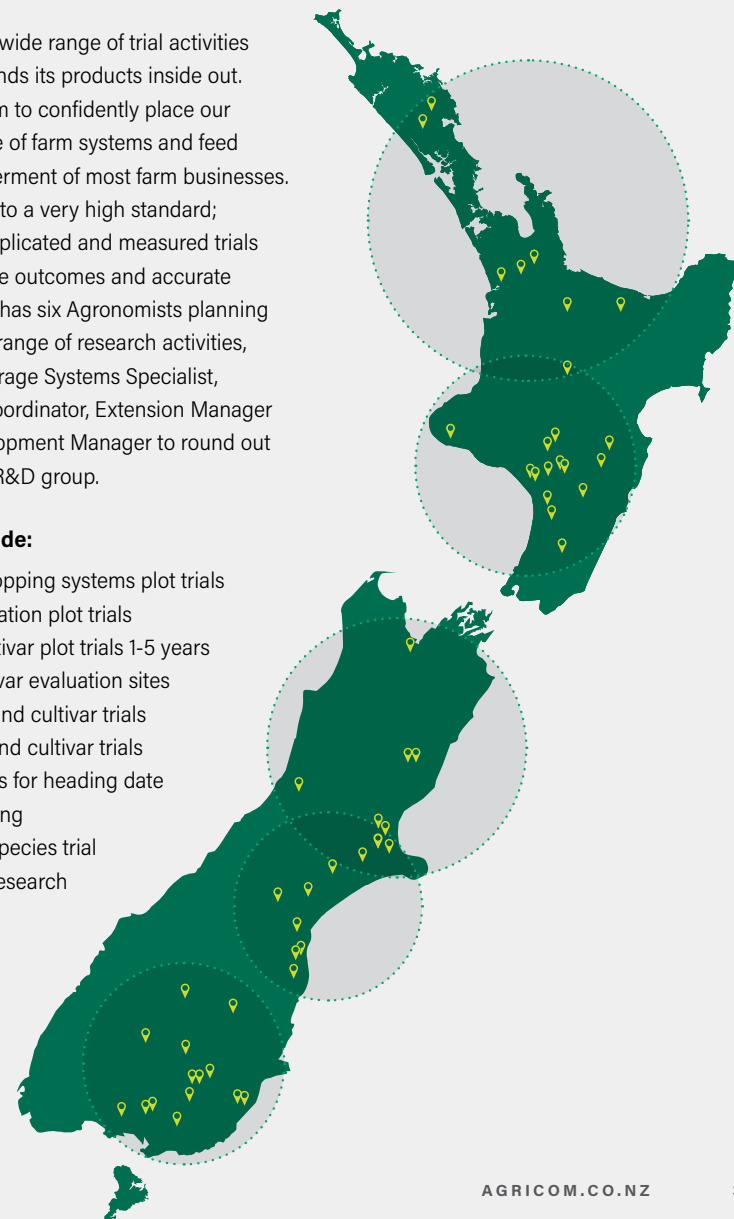 wide range of trial activities
nds its products inside out.
to confidently place our
of farm systems and feed
erment of most farm businesses.
to a very high standard;
plicated and measured trials
outcomes and accurate
has six Agronomists planning
range of research activities,
rage Systems Specialist,
oordinator, Extension Manager
opment Manager to round out
R&D group.
de:
opping systems plot trials
ation plot trials
tivar plot trials 1-5 years
var evaluation sites
nd cultivar trials
nd cultivar trials
s for heading date
ng
pecies trial
esearch
AGRICOM.CO.NZ